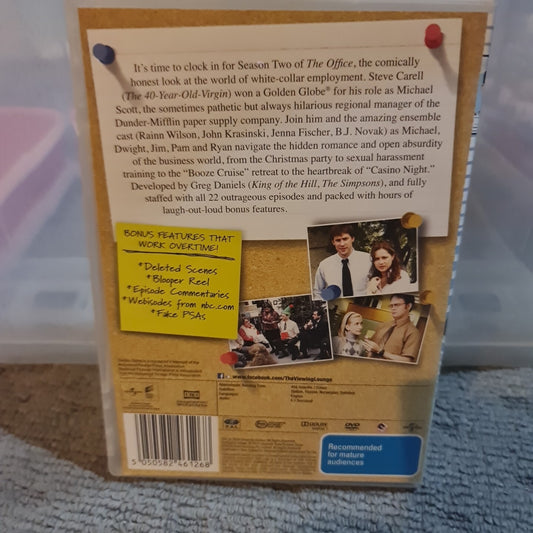 It's time to clock in for Season Two of The Office, the comically
honest look at the world of white-collar employment. Steve Carell
(The 40-Year-Old-Virgin) won a Golden Globe® for his role as Michael
Scott, the sometimes pathetic but always hilarious regional manager of the
Dunder-Mifflin paper supply company. Join him and the amazing ensemble
cast (Rainn Wilson, John Krasinski, Jenna Fischer, B.J. Novak) as Michael,
Dwight, Jim, Pam and Ryan navigate the hidden romance and open absurdity
of the business world, from the Christmas party to sexual harassment
training to the "Booze Cruise" retreat to the heartbreak of "Casino Night."
Developed by Greg Daniels (King of the Hill, The Simpsons), and fully
staffed with all 22 outrageous episodes and packed with hours of
laugh-out-loud bonus features.
BONUS FEATURES THAT
WORK OVERTIME!
*Deleted Scenes
*Blooper Reel
*Episode Commentaries
*Webisodes from nbc.com
*Fake PSAs
www.facebook.com/TheViewingLounge
PAL
DOLBY
DVD
5 050582 461268
Recommended
for mature
audiences